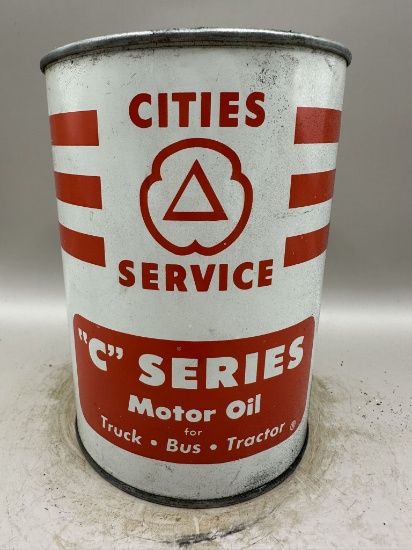 CITIES
SERVICE
"C" SERIES
Motor Oil
for
Truck • Bus • Tractor ®